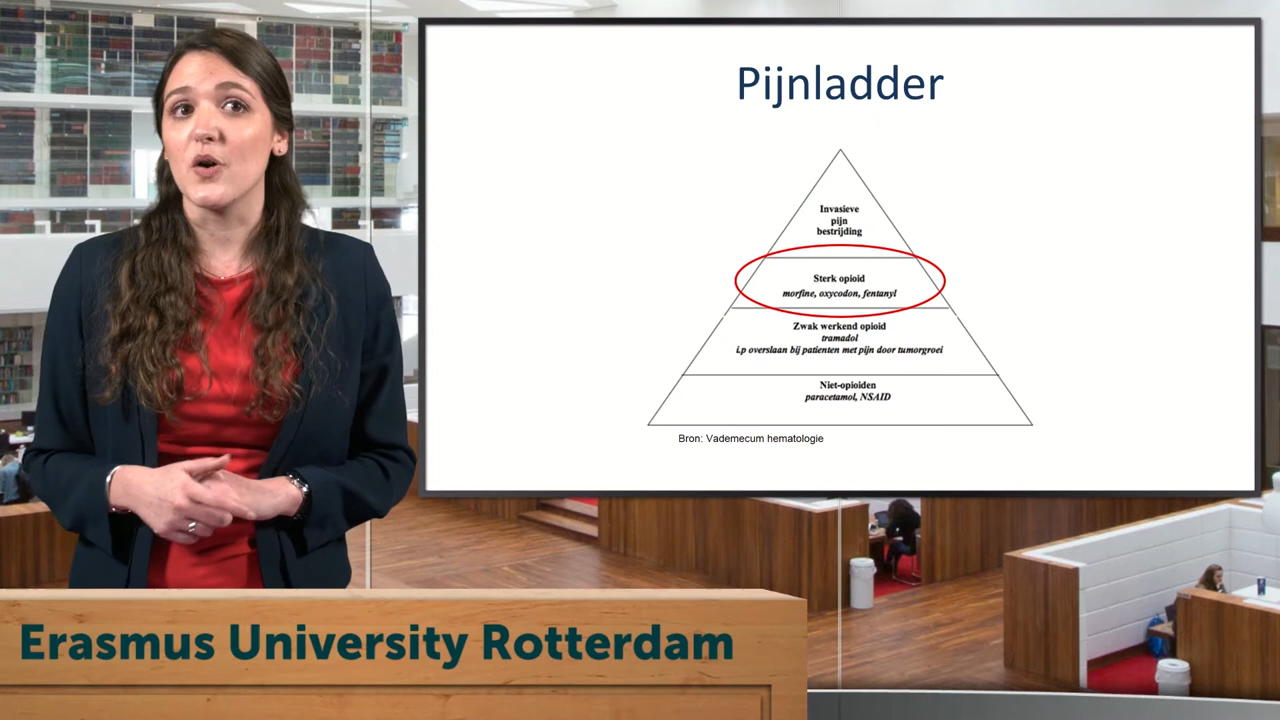 Pijnladder
Invasieve
pijn
bestrijding
Sterk opioid
morfine, oxycodon, fentanyl
Zwak werkend opioid
tramadol
i.p overslaan bij patienten met pijn door tumorgroei
Niet-opioiden
paracetamol, NSAID
Bron: Vademecum hematologie
Erasmus University Rotterdam